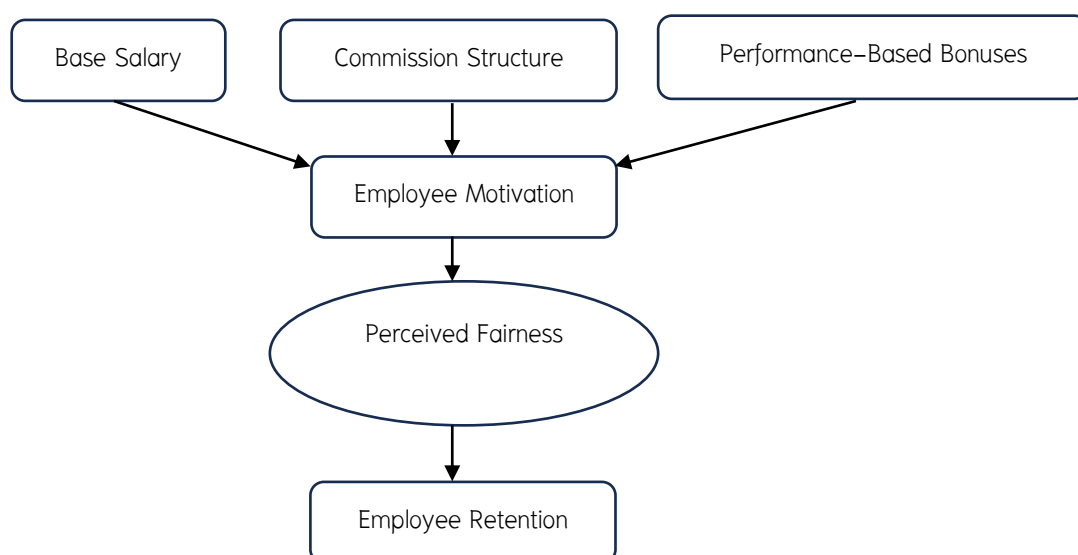 Base Salary
Commission Structure
Performance-Based Bonuses
Employee Motivation
Perceived Fairness
Employee Retention